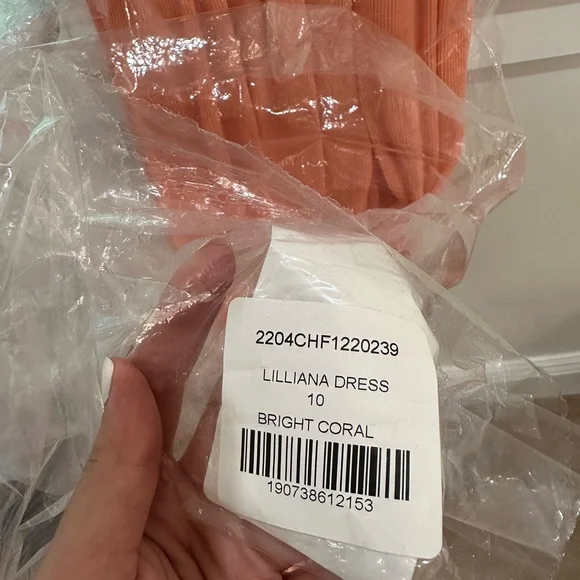 2204CHF1220239
LILLIANA DRESS
10
BRIGHT CORAL
190738612153